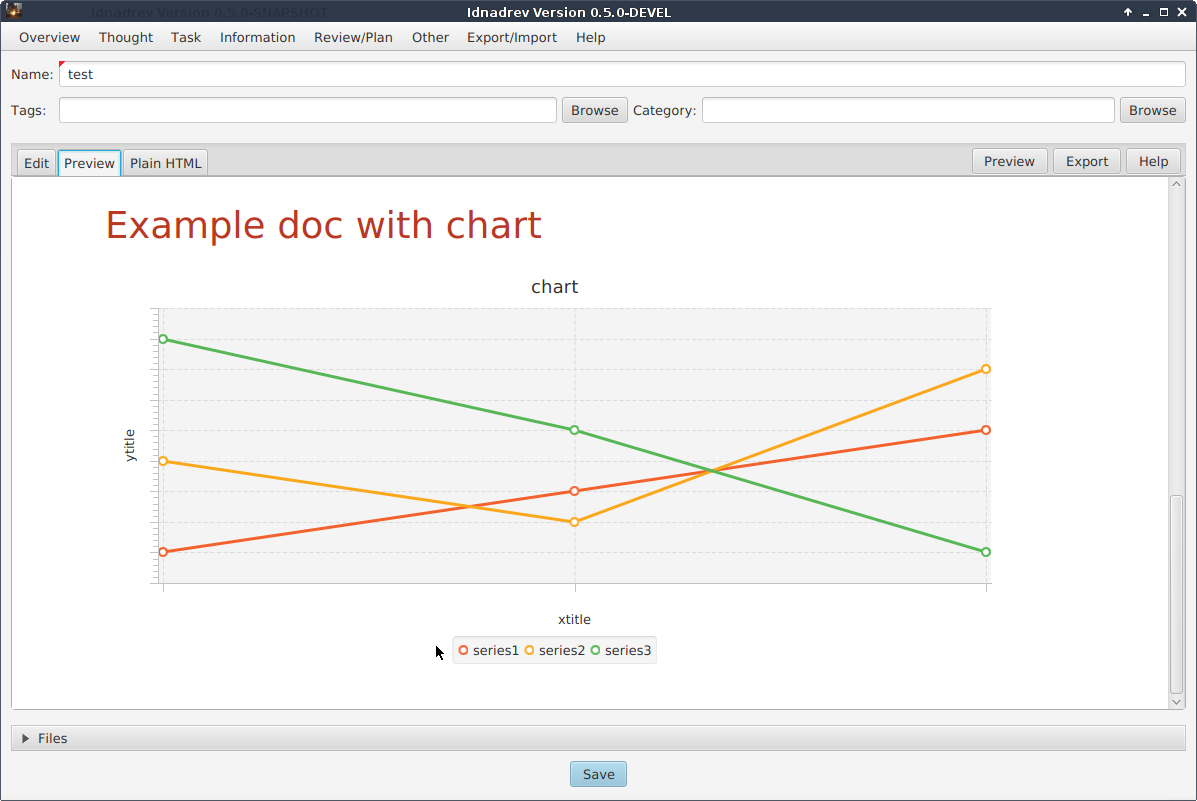 Idnadrev Version 0.5.0-SNAPSHOT Idnadrev Version 0.5.0-DEVEL
Overview Thought Task Information Review/Plan Other Export/Import Help
Name: test
Tags: Browse Category: Browse
Edit Preview Plain HTML Preview Export Help
Example doc with chart
chart
ytitle
xtitle
series1 series2 series3
Files
Save